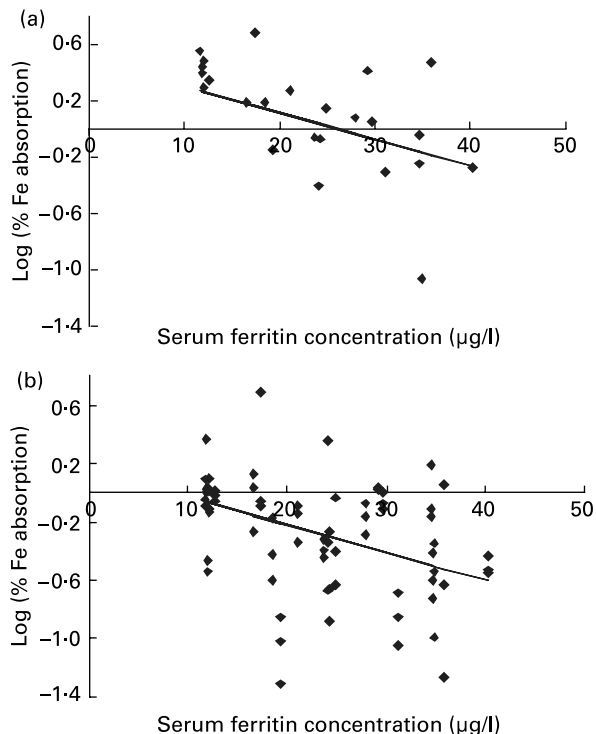 (a)
0·6
0·2
0 10 20 30 40 50
−0·2
−0·6
−1·0
−1·4
Log (% Fe absorption)
Serum ferritin concentration (µg/l)
(b)
0·6
0·2
0 10 20 30 40 50
−0·2
−0·6
−1·0
−1·4
Log (% Fe absorption)
Serum ferritin concentration (µg/l)